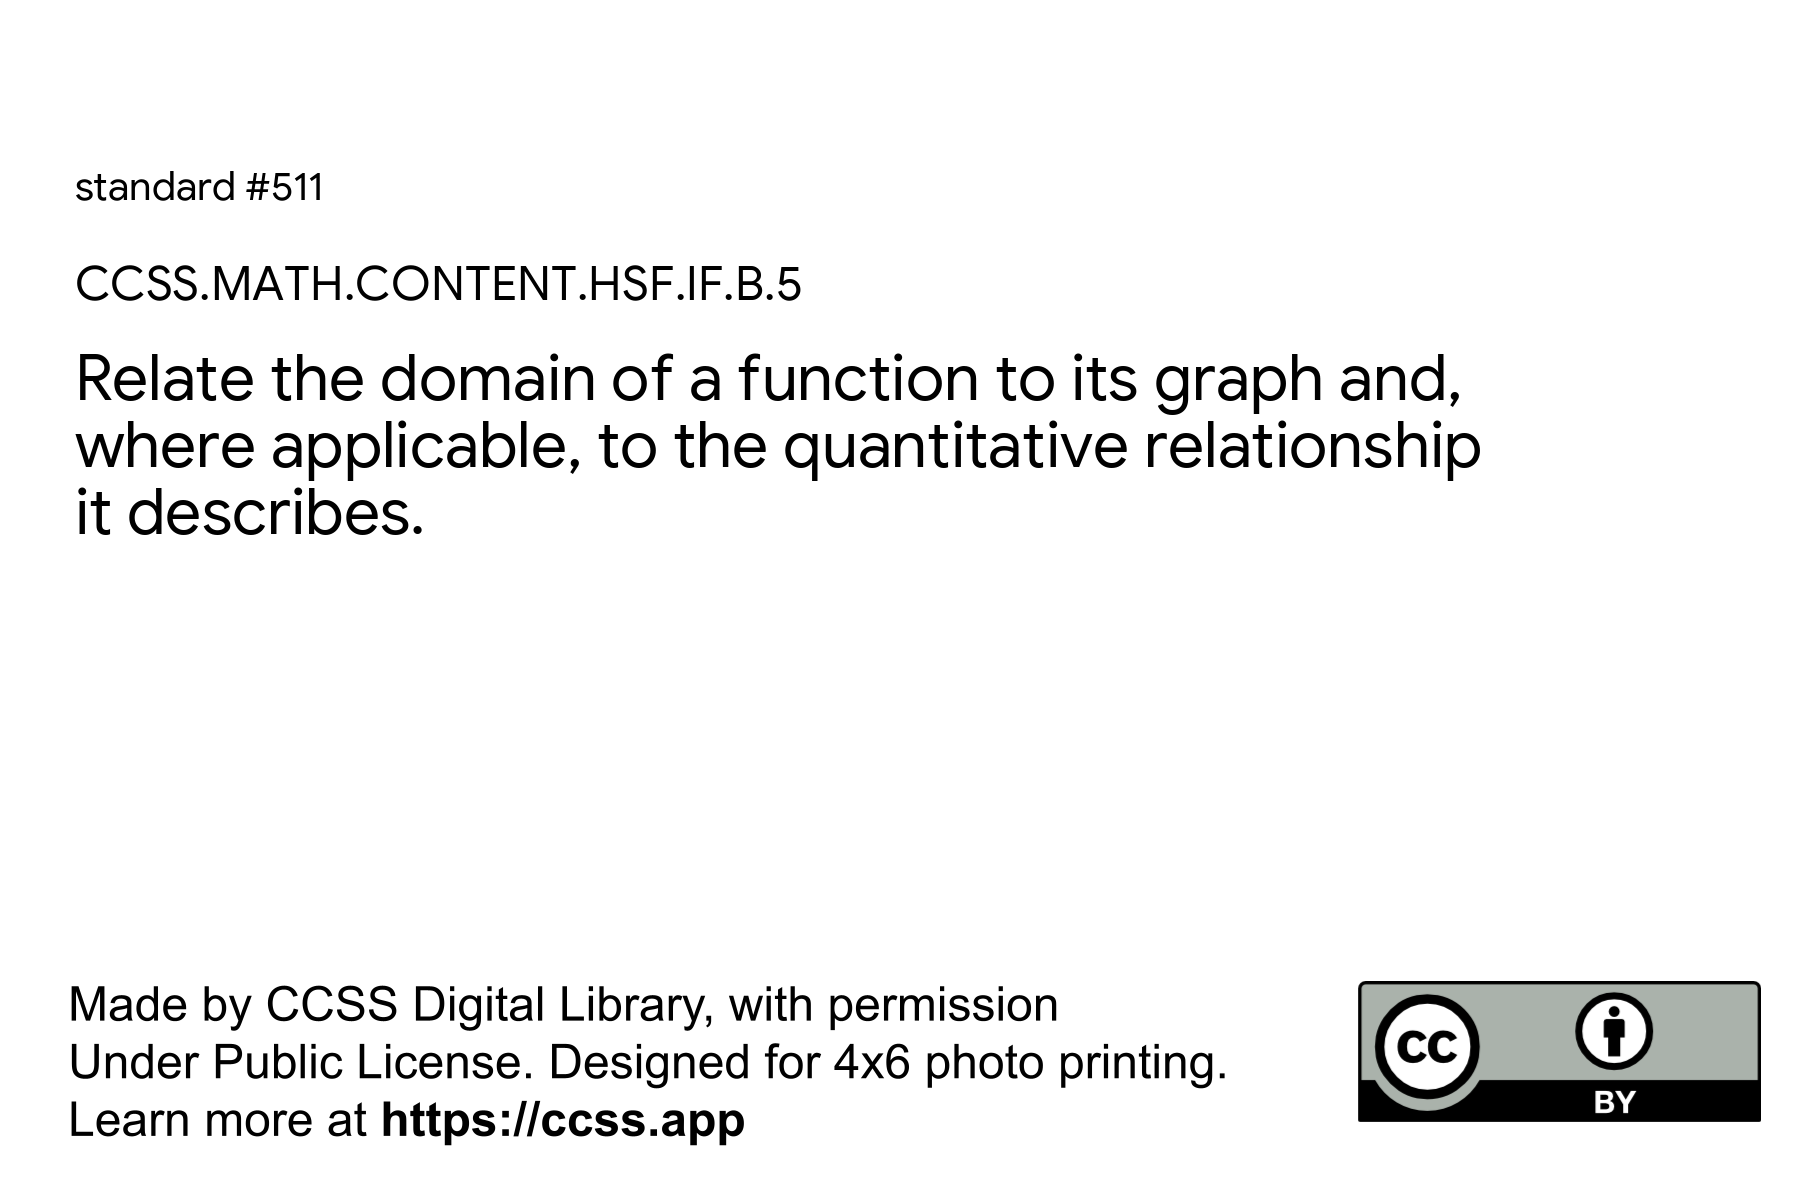 standard #511
CCSS.MATH.CONTENT.HSF.IF.B.5
Relate the domain of a function to its graph and,
where applicable, to the quantitative relationship
it describes.
Made by CCSS Digital Library, with permission
Under Public License. Designed for 4x6 photo printing.
Learn more at https://ccss.app
cc
BY